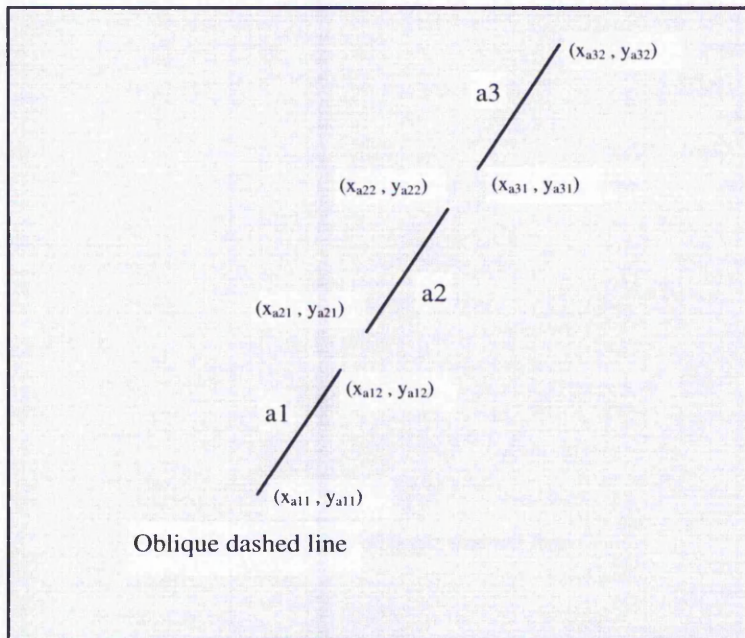 (xa32 , ya32)
a3
(xa22 , ya22)
(xa31 , ya31)
a2
(xa21 , ya21)
(xa12 , ya12)
a1
(xa11 , ya11)
Oblique dashed line